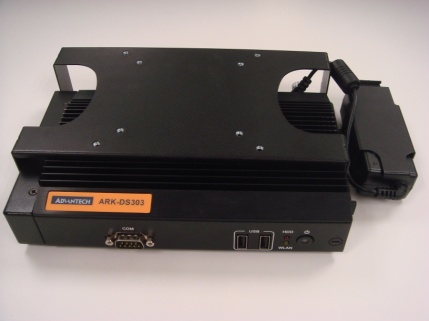 ADVANTECH ARK-DS303
COM
USB
HDD
WLAN